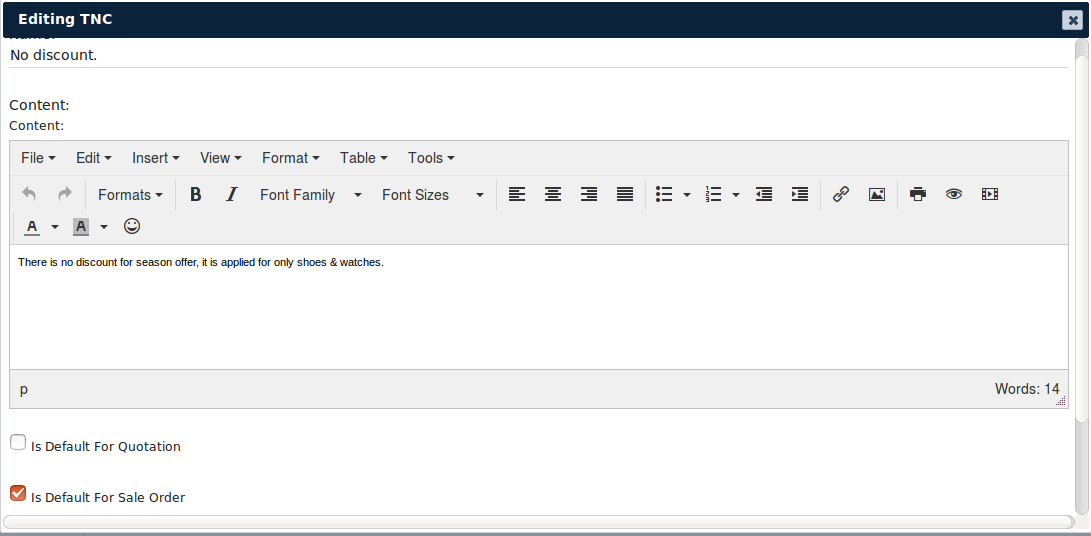 Editing TNC
Name:
No discount.
Content:
Content:
File Edit Insert View Format Table Tools
Formats B I Font Family Font Sizes
A A
There is no discount for season offer, it is applied for only shoes & watches.
p Words: 14
Is Default For Quotation
Is Default For Sale Order